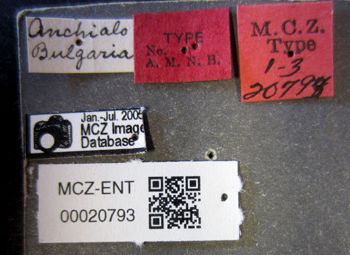 Anchialo
Bulgaria
TYPE
No.
A. M. N. H.
M. C. Z.
Type
1-3
20793
Jan.-Jul. 2005
MCZ Image
Database
MCZ-ENT
00020793